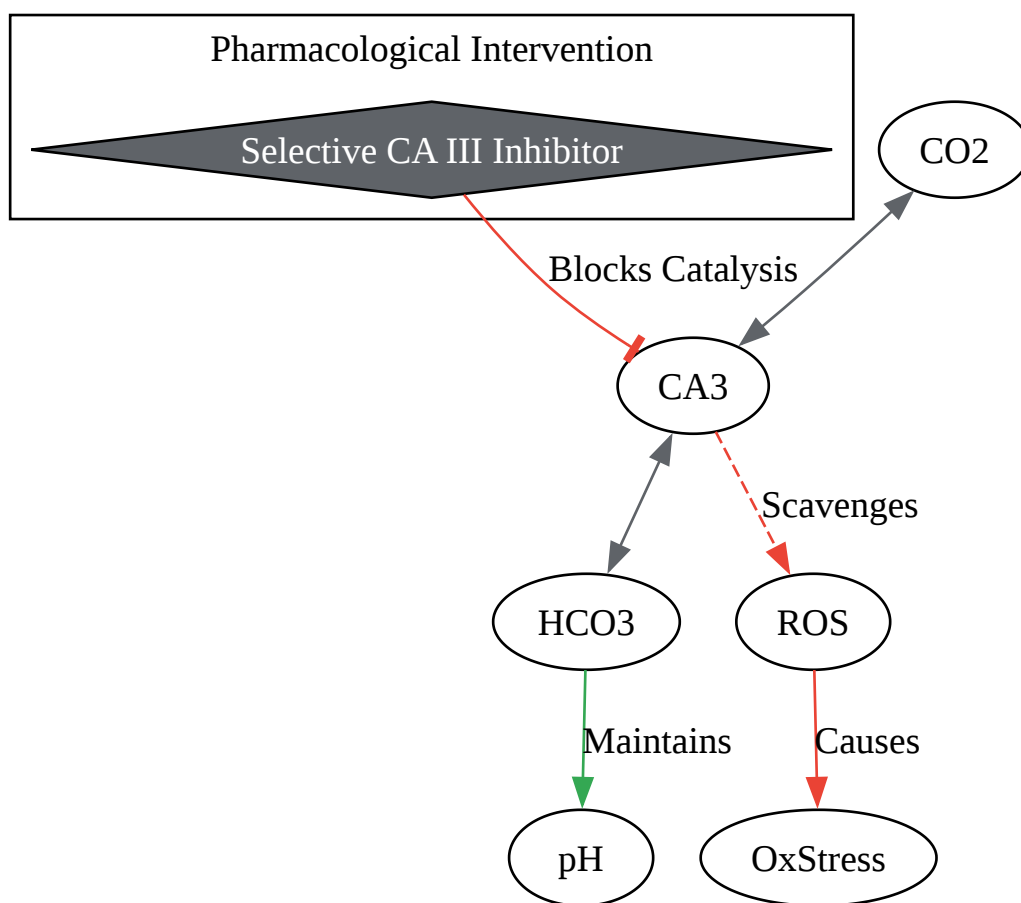 Pharmacological Intervention
Selective CA III Inhibitor
CO2
Blocks Catalysis
CA3
Scavenges
HCO3
ROS
Maintains
Causes
pH
OxStress